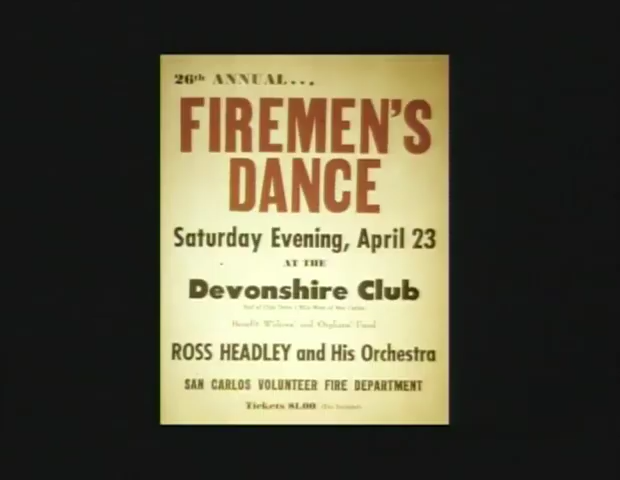 26th ANNUAL...
FIREMEN'S
DANCE
Saturday Evening, April 23
AT THE
Devonshire Club
Benefit Widows' and Orphans' Fund
ROSS HEADLEY and His Orchestra
SAN CARLOS VOLUNTEER FIRE DEPARTMENT
Tickets $1.00